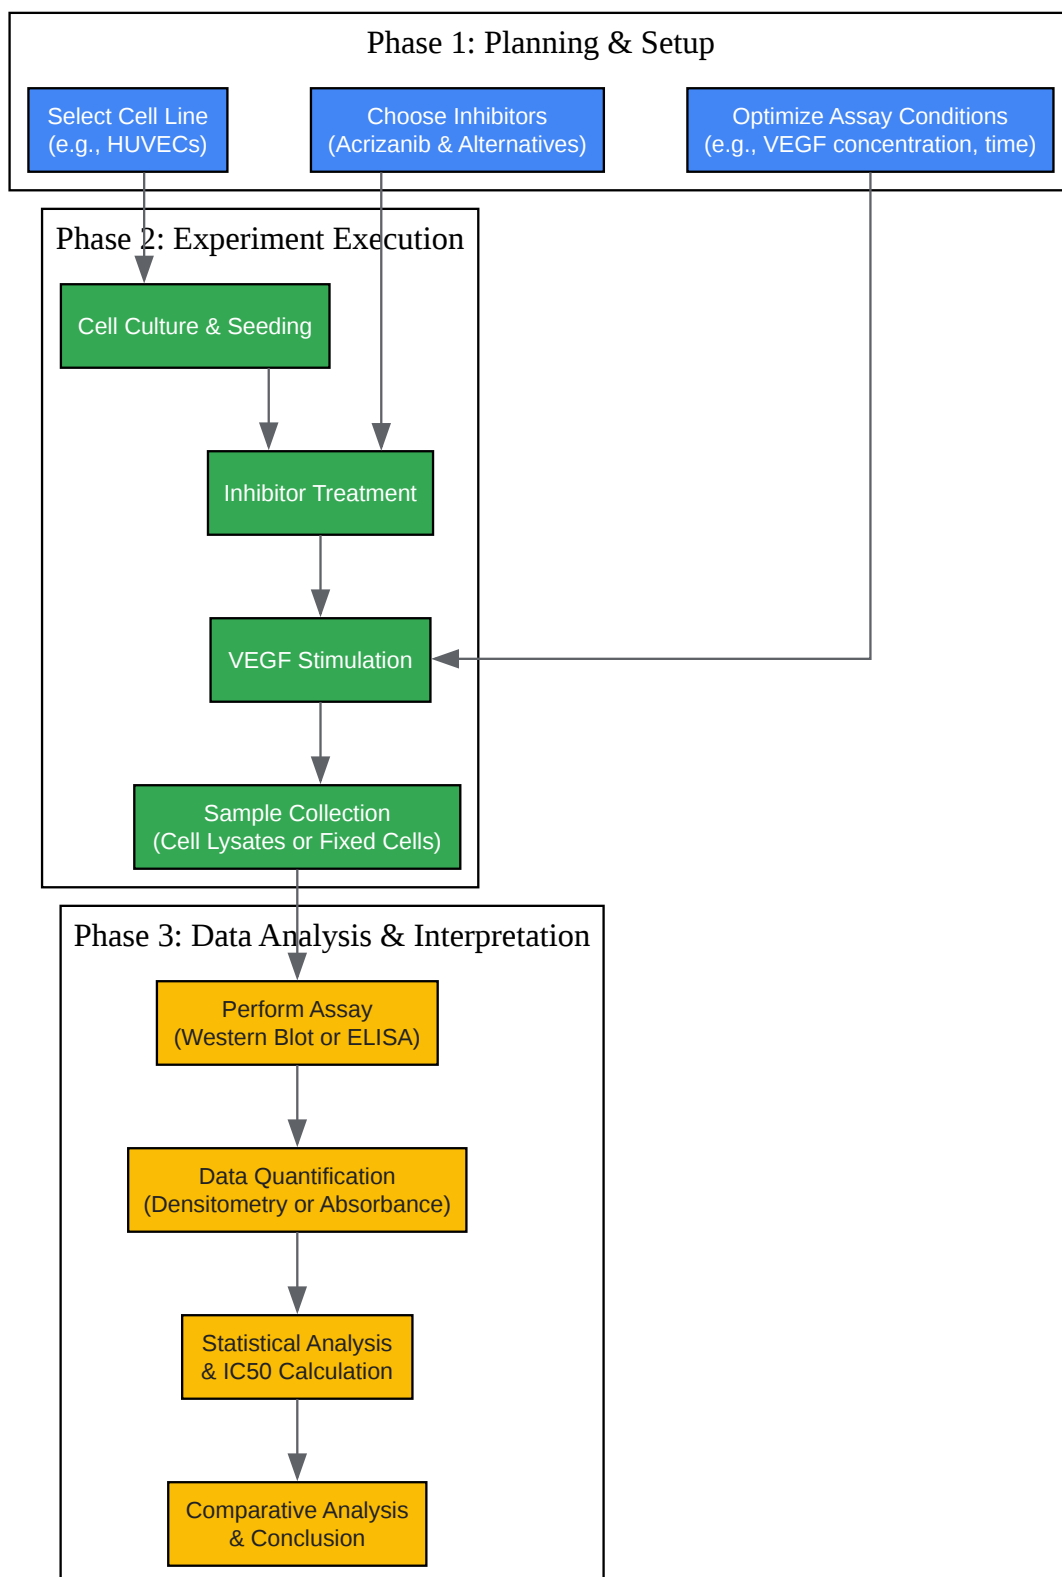 Phase 1: Planning & Setup
Select Cell Line
(e.g., HUVECs)
Choose Inhibitors
(Acrizanib & Alternatives)
Optimize Assay Conditions
(e.g., VEGF concentration, time)
Phase 2: Experiment Execution
Cell Culture & Seeding
Inhibitor Treatment
VEGF Stimulation
Sample Collection
(Cell Lysates or Fixed Cells)
Phase 3: Data Analysis & Interpretation
Perform Assay
(Western Blot or ELISA)
Data Quantification
(Densitometry or Absorbance)
Statistical Analysis
& IC50 Calculation
Comparative Analysis
& Conclusion